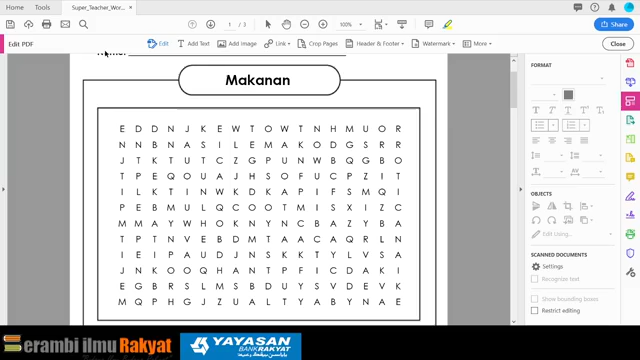 Home Tools Super_Teacher_Wor... ×
1 / 3 100% Share
Edit PDF Edit Add Text Add Image Link Crop Pages Header & Footer Watermark More Close
Makanan
E D D N J K E W T O W T N H M U O R
N N B N A S I L E M A K O D G S R R
J T K T U T C Z G P U N W B Q G B O
T P E Q O U A J H S O F U C P Z I T
I L K T I N W K D K A P I F S M Q I
P E B M U L Q C O O T M I S X I Z C
M M A Y W H O K N Y N C B A Z Y B A
T P T N V E B D M T A A C A Q R L N
I E I P A U D J N S K K T Y L V S A
J N K O O Q H A N T P F I C D A K I
E G B R S L M S B D U Y S V D E V K
M Q P H G J Z U A L T Y A B Y N A E
FORMAT
OBJECTS
Edit Using...
SCANNED DOCUMENTS
Settings
Recognize text
Show bounding boxes
Restrict editing
erambi ilmu Rakyat
YAYASAN
BANK RAKYAT